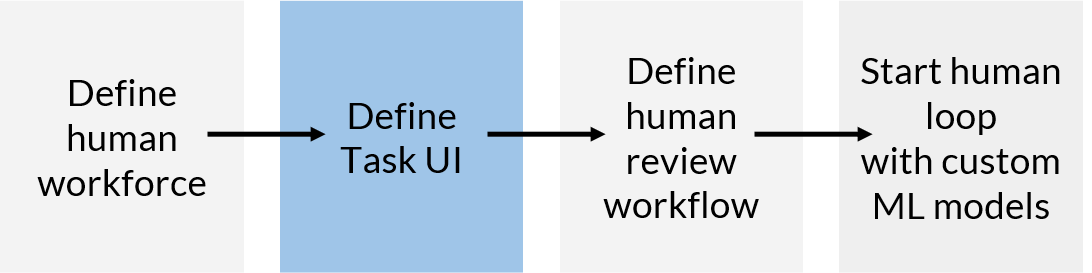 Define
human
workforce
Define
Task UI
Define
human
review
workflow
Start human
loop
with custom
ML models